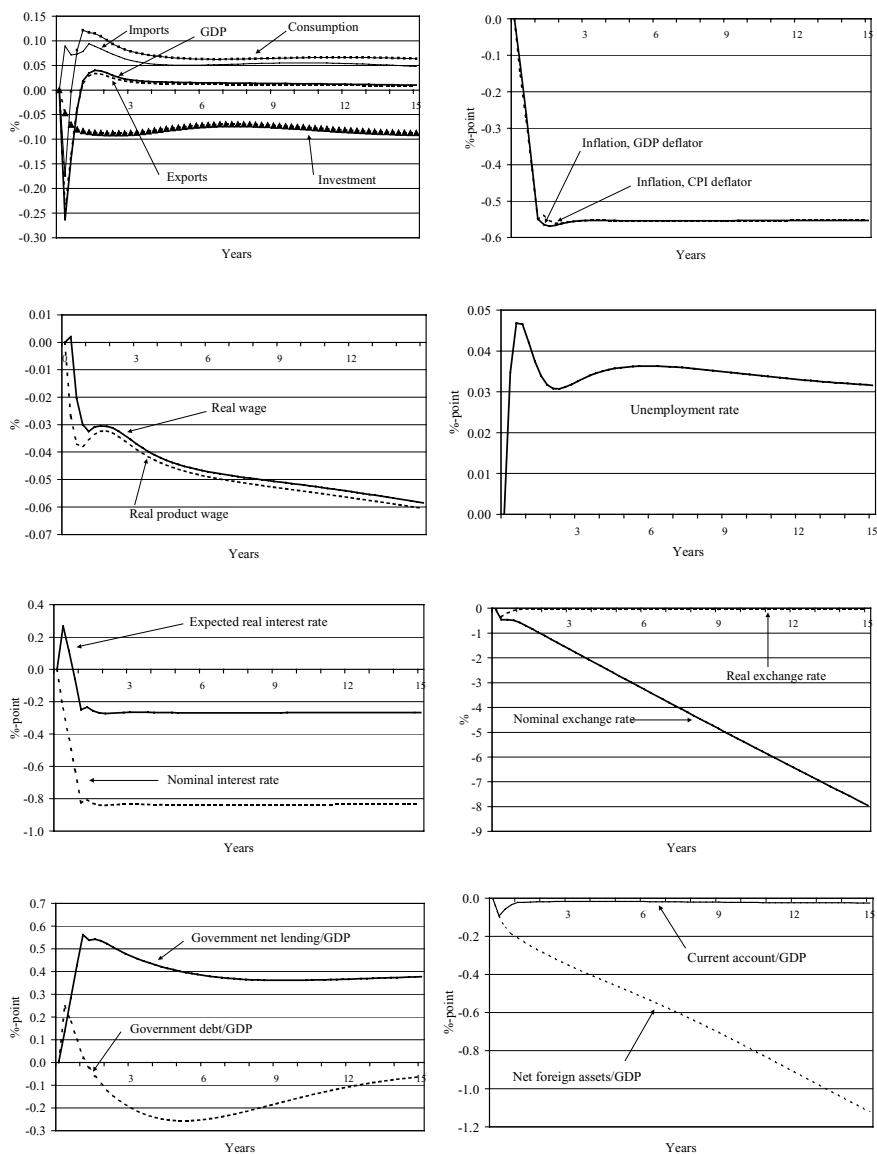 0.15
0.10
0.05
0.00
-0.05
-0.10
-0.15
-0.20
-0.25
-0.30
%
Imports
GDP
Consumption
3 6 9 12 15
Exports
Investment
Years
0.0
-0.1
-0.2
-0.3
-0.4
-0.5
-0.6
%-point
3 6 9 12 15
Inflation, GDP deflator
Inflation, CPI deflator
Years
0.01
0.00
-0.01
-0.01
-0.02
-0.03
-0.04
-0.05
-0.06
-0.07
%
0 3 6 9 12
Real wage
Real product wage
Years
0.05
0.04
0.03
0.02
0.01
0.00
%-point
Unemployment rate
3 6 9 12 15
Years
0.4
0.2
0.0
-0.2
-0.4
-0.6
-0.8
-1.0
%-point
Expected real interest rate
3 6 9 12 15
Nominal interest rate
Years
0
-1
-2
-3
-4
-5
-6
-7
-8
-9
%
3 6 9 12 15
Real exchange rate
Nominal exchange rate
Years
0.7
0.6
0.5
0.4
0.3
0.2
0.1
0.0
-0.1
-0.2
-0.3
%-point
Government net lending/GDP
Government debt/GDP
3 6 9 12 15
Years
0.0
-0.2
-0.4
-0.6
-0.8
-1.0
-1.2
%-point
3 6 9 12 15
Current account/GDP
Net foreign assets/GDP
Years